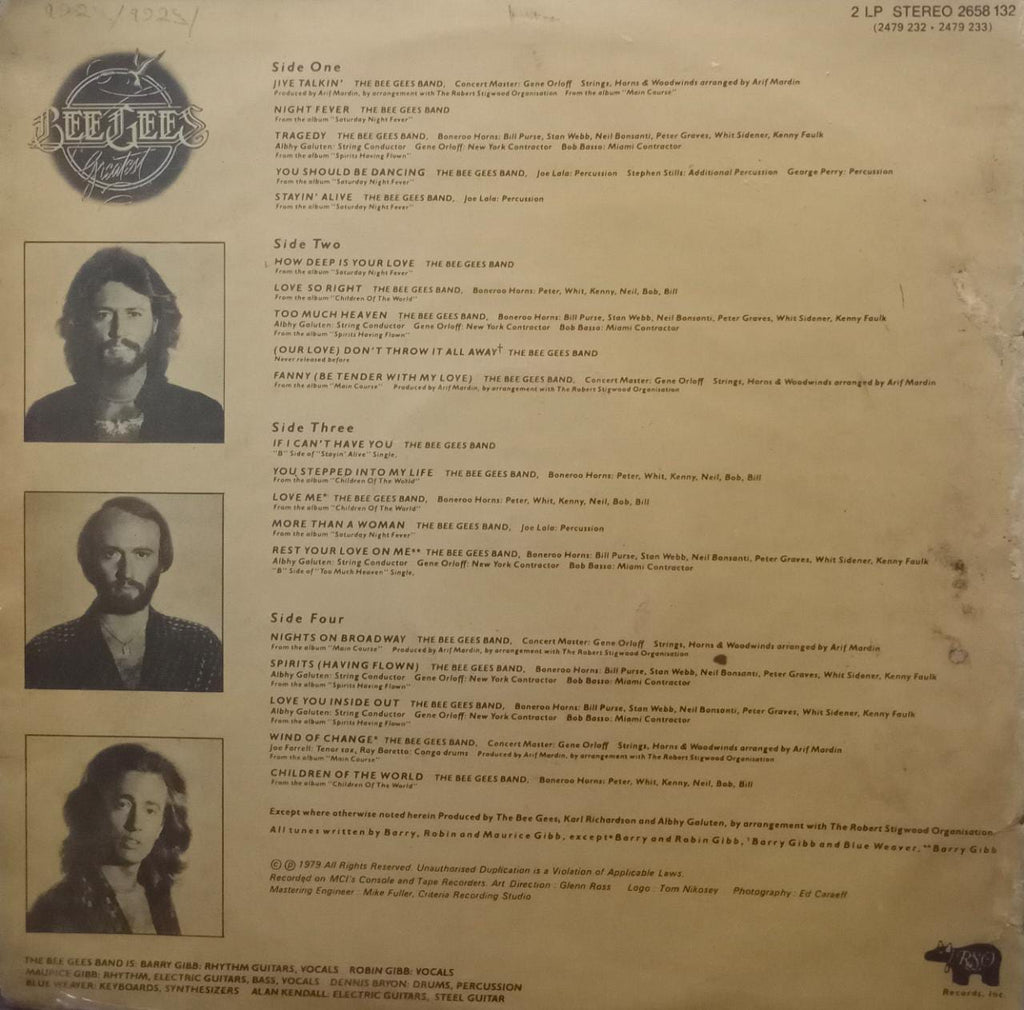 2 LP STEREO 2658 132
(2479 232 • 2479 233)
BEE GEES
Greatest
Side One
JIVE TALKIN' THE BEE GEES BAND, Concert Master: Gene Orloff Strings, Horns & Woodwinds arranged by Arif Mardin
Produced by Arif Mardin, by arrangement with The Robert Stigwood Organisation From the album "Main Course"
NIGHT FEVER THE BEE GEES BAND
From the album "Saturday Night Fever"
TRAGEDY THE BEE GEES BAND, Boneroo Horns: Bill Purse, Stan Webb, Neil Bonsanti, Peter Graves, Whit Sidener, Kenny Faulk
Albhy Galuten: String Conductor Gene Orloff: New York Contractor Bob Basso: Miami Contractor
From the album "Spirits Having Flown"
YOU SHOULD BE DANCING THE BEE GEES BAND, Joe Lala: Percussion Stephen Stills: Additional Percussion George Perry: Percussion
From the album "Saturday Night Fever"
STAYIN' ALIVE THE BEE GEES BAND, Joe Lala: Percussion
From the album "Saturday Night Fever"
Side Two
HOW DEEP IS YOUR LOVE THE BEE GEES BAND
From the album "Saturday Night Fever"
LOVE SO RIGHT THE BEE GEES BAND, Boneroo Horns: Peter, Whit, Kenny, Neil, Bob, Bill
From the album "Children Of The World"
TOO MUCH HEAVEN THE BEE GEES BAND, Boneroo Horns: Bill Purse, Stan Webb, Neil Bonsanti, Peter Graves, Whit Sidener, Kenny Faulk
Albhy Galuten: String Conductor Gene Orloff: New York Contractor Bob Basso: Miami Contractor
From the album "Spirits Having Flown"
(OUR LOVE) DON'T THROW IT ALL AWAY† THE BEE GEES BAND
Never released before
FANNY (BE TENDER WITH MY LOVE) THE BEE GEES BAND, Concert Master: Gene Orloff Strings, Horns & Woodwinds arranged by Arif Mardin
From the album "Main Course" Produced by Arif Mardin, by arrangement with The Robert Stigwood Organisation
Side Three
IF I CAN'T HAVE YOU THE BEE GEES BAND
"B" Side of "Stayin' Alive" Single.
YOU STEPPED INTO MY LIFE THE BEE GEES BAND, Boneroo Horns: Peter, Whit, Kenny, Neil, Bob, Bill
From the album "Children Of The World"
LOVE ME* THE BEE GEES BAND, Boneroo Horns: Peter, Whit, Kenny, Neil, Bob, Bill
From the album "Children Of The World"
MORE THAN A WOMAN THE BEE GEES BAND, Joe Lala: Percussion
From the album "Saturday Night Fever"
REST YOUR LOVE ON ME** THE BEE GEES BAND, Boneroo Horns: Bill Purse, Stan Webb, Neil Bonsanti, Peter Graves, Whit Sidener, Kenny Faulk
Albhy Galuten: String Conductor Gene Orloff: New York Contractor Bob Basso: Miami Contractor
"B" Side of "Too Much Heaven" Single.
Side Four
NIGHTS ON BROADWAY THE BEE GEES BAND, Concert Master: Gene Orloff Strings, Horns & Woodwinds arranged by Arif Mardin
From the album "Main Course" Produced by Arif Mardin, by arrangement with The Robert Stigwood Organisation
SPIRITS (HAVING FLOWN) THE BEE GEES BAND, Boneroo Horns: Bill Purse, Stan Webb, Neil Bonsanti, Peter Graves, Whit Sidener, Kenny Faulk
Albhy Galuten: String Conductor Gene Orloff: New York Contractor Bob Basso: Miami Contractor
From the album "Spirits Having Flown"
LOVE YOU INSIDE OUT THE BEE GEES BAND, Boneroo Horns: Bill Purse, Stan Webb, Neil Bonsanti, Peter Graves, Whit Sidener, Kenny Faulk
Albhy Galuten: String Conductor Gene Orloff: New York Contractor Bob Basso: Miami Contractor
From the album "Spirits Having Flown"
WIND OF CHANGE* THE BEE GEES BAND, Concert Master: Gene Orloff Strings, Horns & Woodwinds arranged by Arif Mardin
Joe Farrell: Tenor sax, Ray Baretto: Conga drums Produced by Arif Mardin, by arrangement with The Robert Stigwood Organisation
From the album "Main Course"
CHILDREN OF THE WORLD THE BEE GEES BAND, Boneroo Horns: Peter, Whit, Kenny, Neil, Bob, Bill
From the album "Children Of The World"
Except where otherwise noted herein Produced by The Bee Gees, Karl Richardson and Albhy Galuten, by arrangement with The Robert Stigwood Organisation
All tunes written by Barry, Robin and Maurice Gibb, except *Barry and Robin Gibb, †Barry Gibb and Blue Weaver, **Barry Gibb
© ℗ 1979 All Rights Reserved. Unauthorised Duplication is a Violation of Applicable Laws.
Recorded on MCI's Console and Tape Recorders. Art Direction : Glenn Ross Logo : Tom Nikosey Photography : Ed Caraeff
Mastering Engineer : Mike Fuller, Criteria Recording Studio
THE BEE GEES BAND IS: BARRY GIBB: RHYTHM GUITARS, VOCALS ROBIN GIBB: VOCALS
MAURICE GIBB: RHYTHM, ELECTRIC GUITARS, BASS, VOCALS DENNIS BRYON: DRUMS, PERCUSSION
BLUE WEAVER: KEYBOARDS, SYNTHESIZERS ALAN KENDALL: ELECTRIC GUITARS, STEEL GUITAR
RSO
Records, Inc.